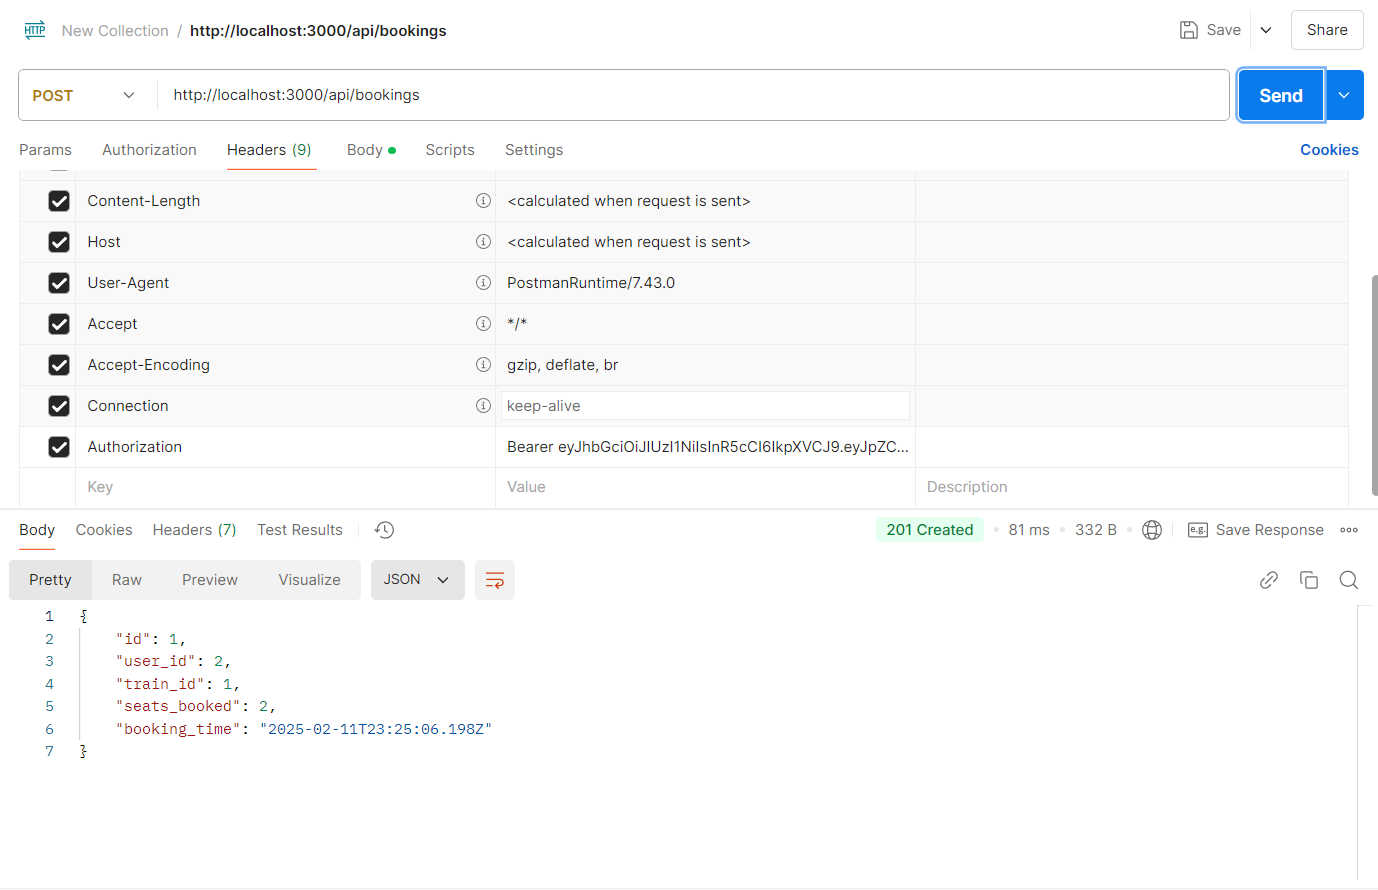 HTTP New Collection / http://localhost:3000/api/bookings Save Share
POST http://localhost:3000/api/bookings Send
Params Authorization Headers (9) Body Scripts Settings Cookies
Content-Length <calculated when request is sent>
Host <calculated when request is sent>
User-Agent PostmanRuntime/7.43.0
Accept */*
Accept-Encoding gzip, deflate, br
Connection keep-alive
Authorization Bearer eyJhbGciOiJIUzI1NiIsInR5cCI6IkpXVCJ9.eyJpZC...
Key Value Description
Body Cookies Headers (7) Test Results 201 Created 81 ms 332 B e.g. Save Response
Pretty Raw Preview Visualize JSON
1 {
2 "id": 1,
3 "user_id": 2,
4 "train_id": 1,
5 "seats_booked": 2,
6 "booking_time": "2025-02-11T23:25:06.198Z"
7 }